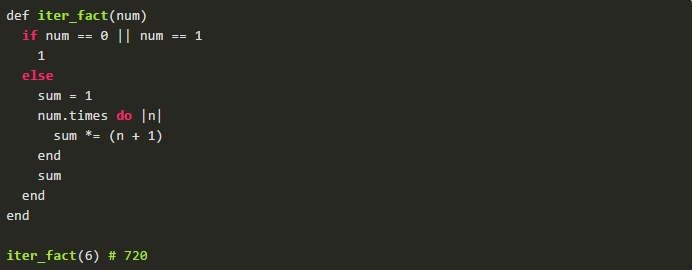 def iter_fact(num)
  if num == 0 || num == 1
    1
  else
    sum = 1
    num.times do |n|
      sum *= (n + 1)
    end
    sum
  end
end

iter_fact(6) # 720